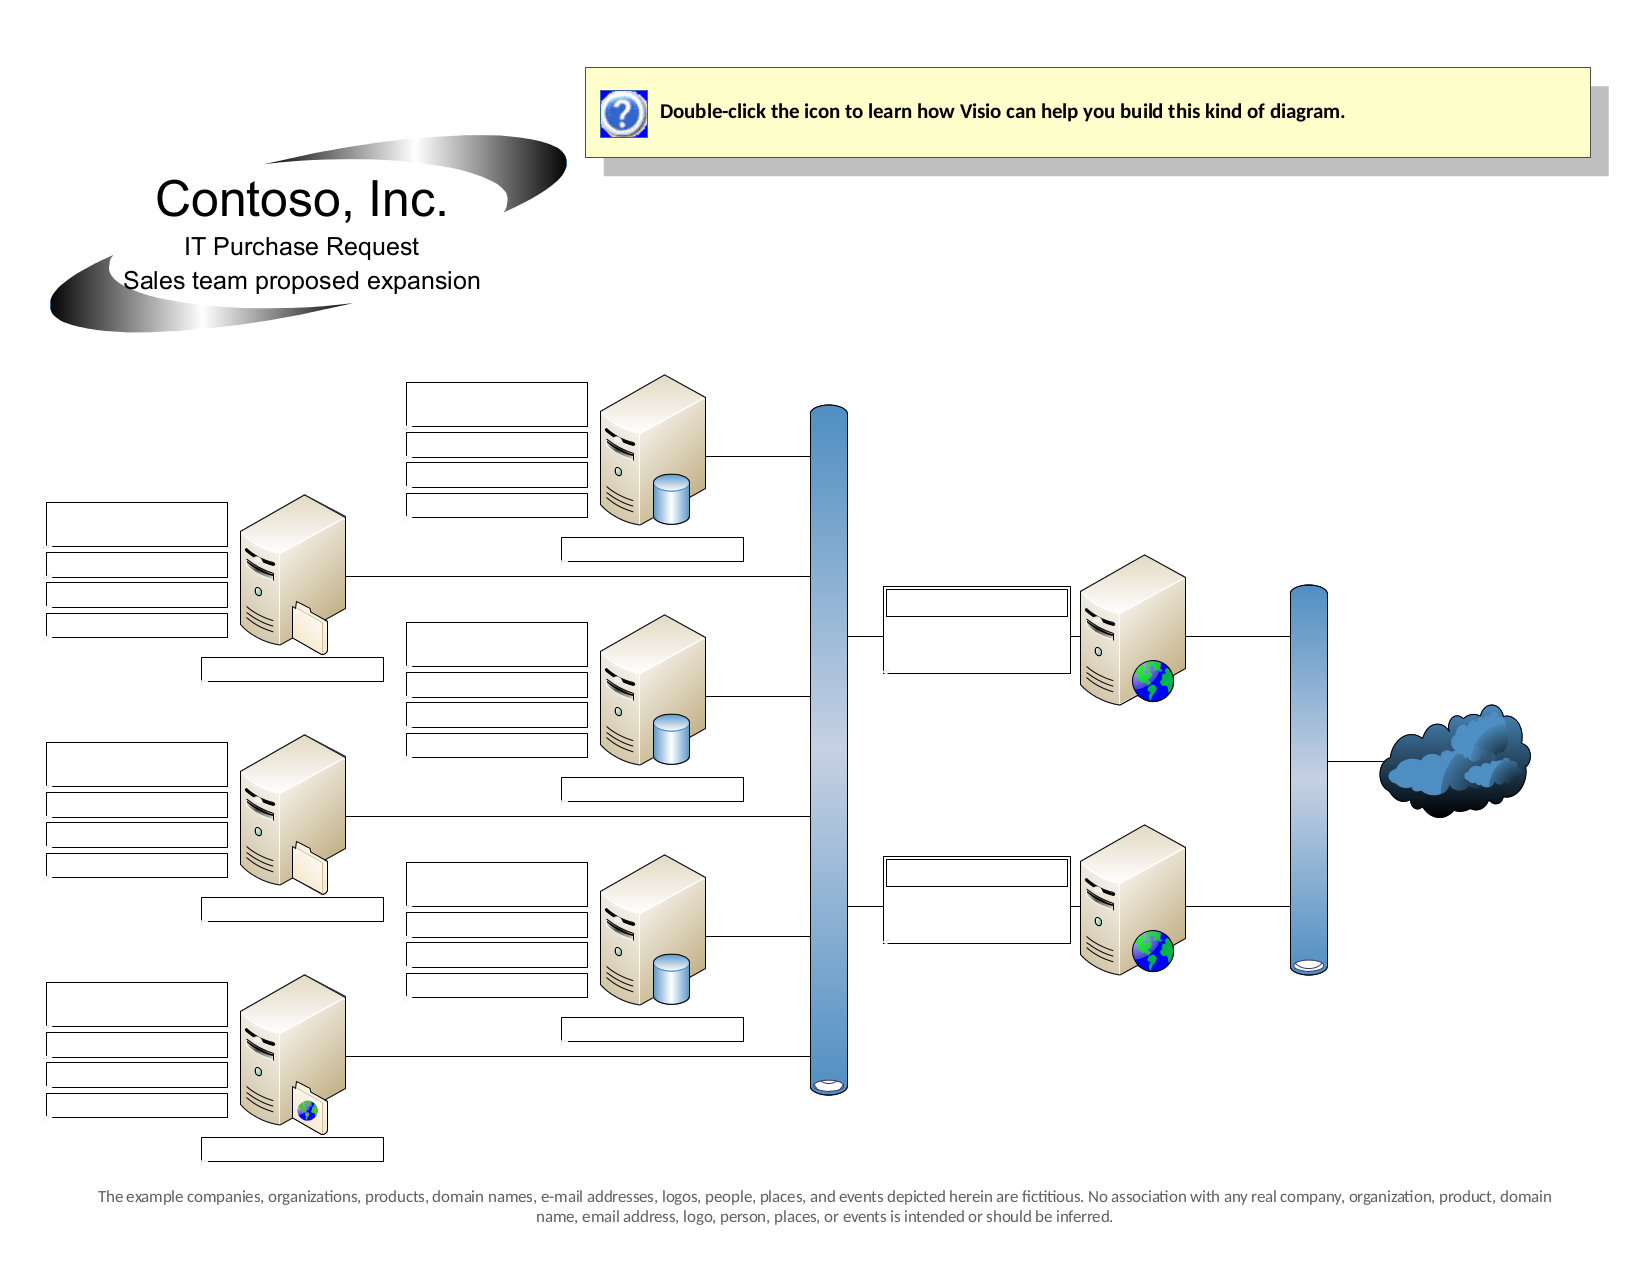 Double-click the icon to learn how Visio can help you build this kind of diagram.
Contoso, Inc.
IT Purchase Request
Sales team proposed expansion
The example companies, organizations, products, domain names, e-mail addresses, logos, people, places, and events depicted herein are fictitious. No association with any real company, organization, product, domain
name, email address, logo, person, places, or events is intended or should be inferred.